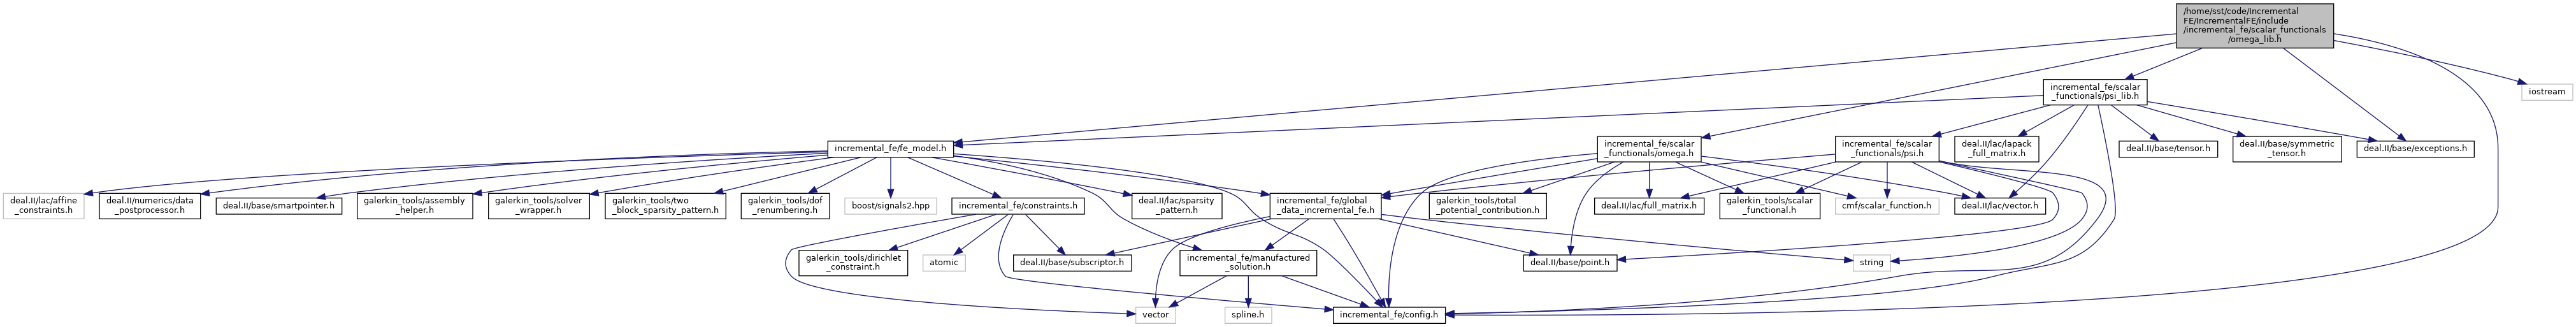 /home/sst/code/Incremental
FE/IncrementalFE/include
/incremental_fe/scalar_functionals
/omega_lib.h
incremental_fe/scalar
_functionals/psi_lib.h
iostream
incremental_fe/fe_model.h
incremental_fe/scalar
_functionals/omega.h
incremental_fe/scalar
_functionals/psi.h
deal.II/lac/lapack
_full_matrix.h
deal.II/base/tensor.h
deal.II/base/symmetric
_tensor.h
deal.II/base/exceptions.h
deal.II/lac/affine
_constraints.h
deal.II/numerics/data
_postprocessor.h
deal.II/base/smartpointer.h
galerkin_tools/assembly
_helper.h
galerkin_tools/solver
_wrapper.h
galerkin_tools/two
_block_sparsity_pattern.h
galerkin_tools/dof
_renumbering.h
boost/signals2.hpp
incremental_fe/constraints.h
deal.II/lac/sparsity
_pattern.h
incremental_fe/global
_data_incremental_fe.h
galerkin_tools/total
_potential_contribution.h
deal.II/lac/full_matrix.h
galerkin_tools/scalar
_functional.h
cmf/scalar_function.h
deal.II/lac/vector.h
galerkin_tools/dirichlet
_constraint.h
atomic
deal.II/base/subscriptor.h
incremental_fe/manufactured
_solution.h
deal.II/base/point.h
string
vector
spline.h
incremental_fe/config.h